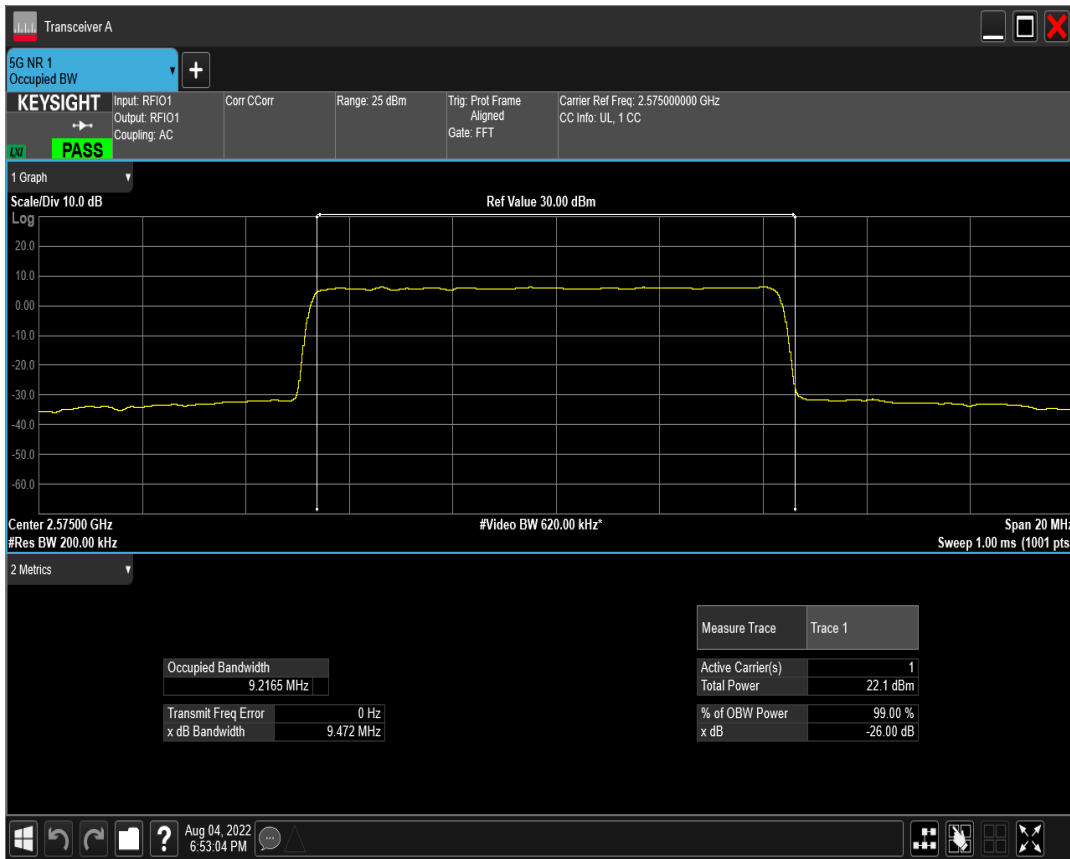 Transceiver A
5G NR 1
Occupied BW
+
KEYSIGHT
LXI
PASS
Input: RFIO1
Output: RFIO1
Coupling: AC
Corr CCorr
Range: 25 dBm
Trig: Prot Frame
Aligned
Gate: FFT
Carrier Ref Freq: 2.575000000 GHz
CC Info: UL, 1 CC
1 Graph
Scale/Div 10.0 dB
Ref Value 30.00 dBm
Log
20.0
10.0
0.00
-10.0
-20.0
-30.0
-40.0
-50.0
-60.0
Center 2.57500 GHz
#Video BW 620.00 kHz*
Span 20 MHz
#Res BW 200.00 kHz
Sweep 1.00 ms (1001 pts
2 Metrics
Measure Trace Trace 1
Occupied Bandwidth
9.2165 MHz
Active Carrier(s) 1
Total Power 22.1 dBm
Transmit Freq Error 0 Hz
x dB Bandwidth 9.472 MHz
% of OBW Power 99.00 %
x dB -26.00 dB
?
Aug 04, 2022
6:53:04 PM